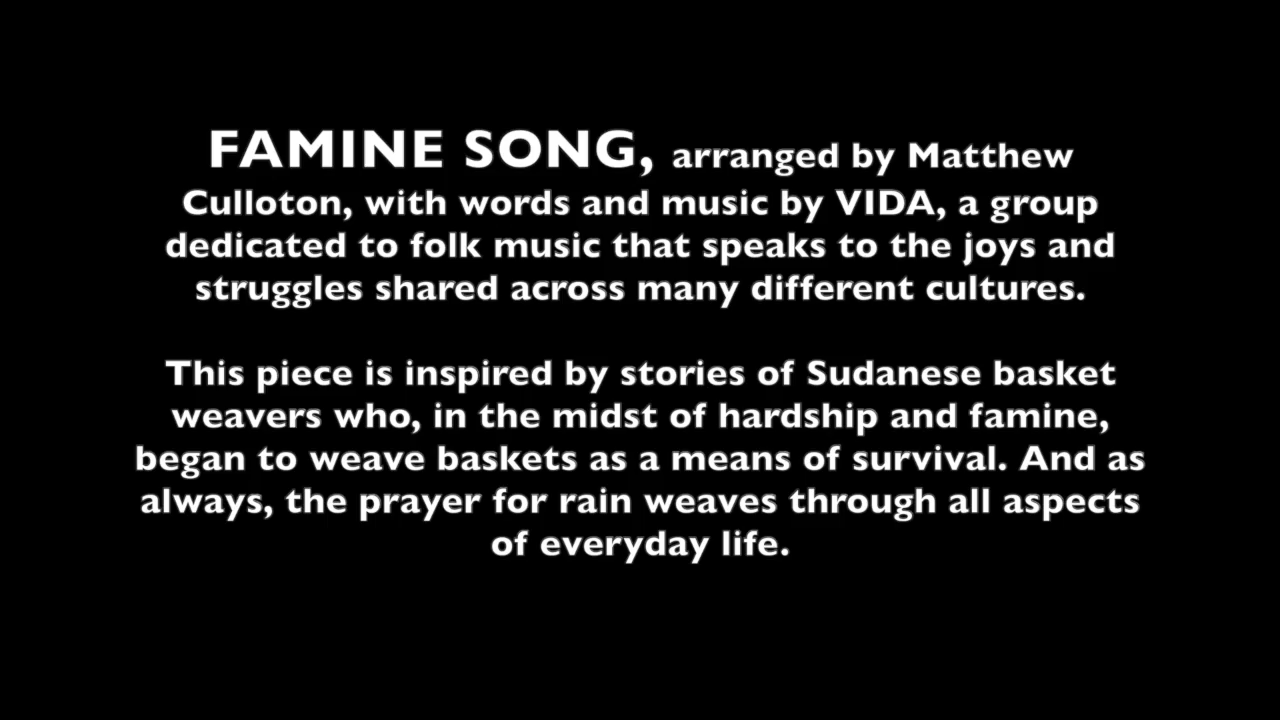 FAMINE SONG, arranged by Matthew
Culloton, with words and music by VIDA, a group
dedicated to folk music that speaks to the joys and
struggles shared across many different cultures.
This piece is inspired by stories of Sudanese basket
weavers who, in the midst of hardship and famine,
began to weave baskets as a means of survival. And as
always, the prayer for rain weaves through all aspects
of everyday life.